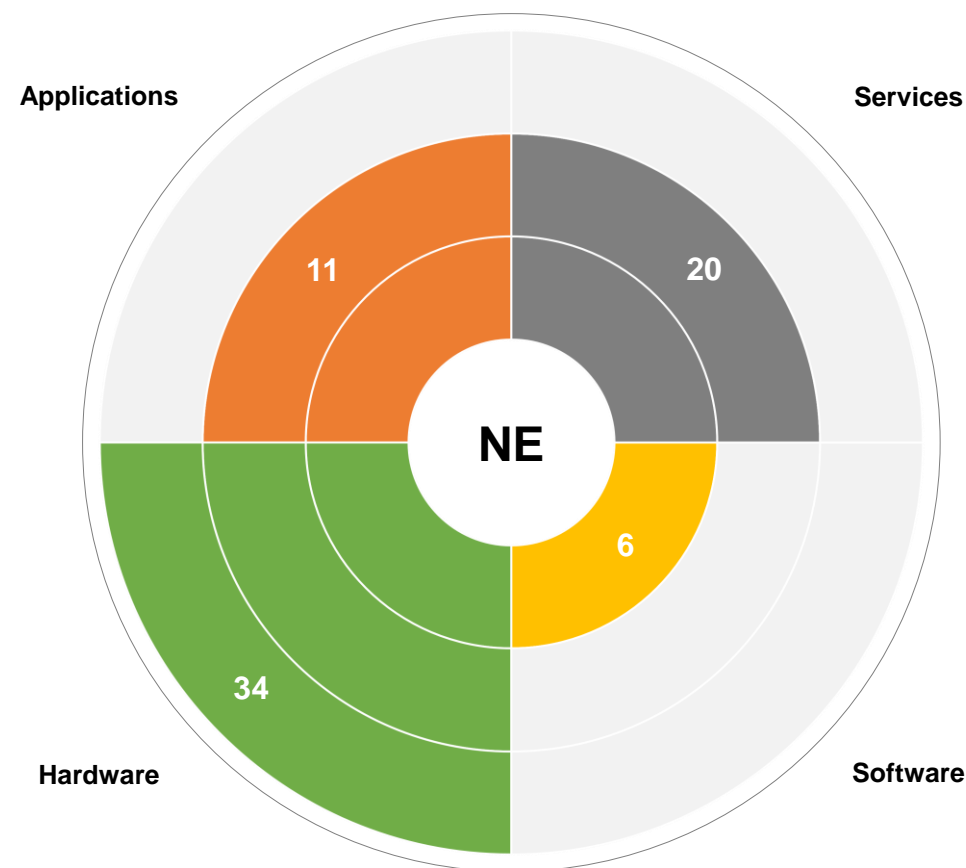 Applications
Services
11
20
NE
6
34
Hardware
Software